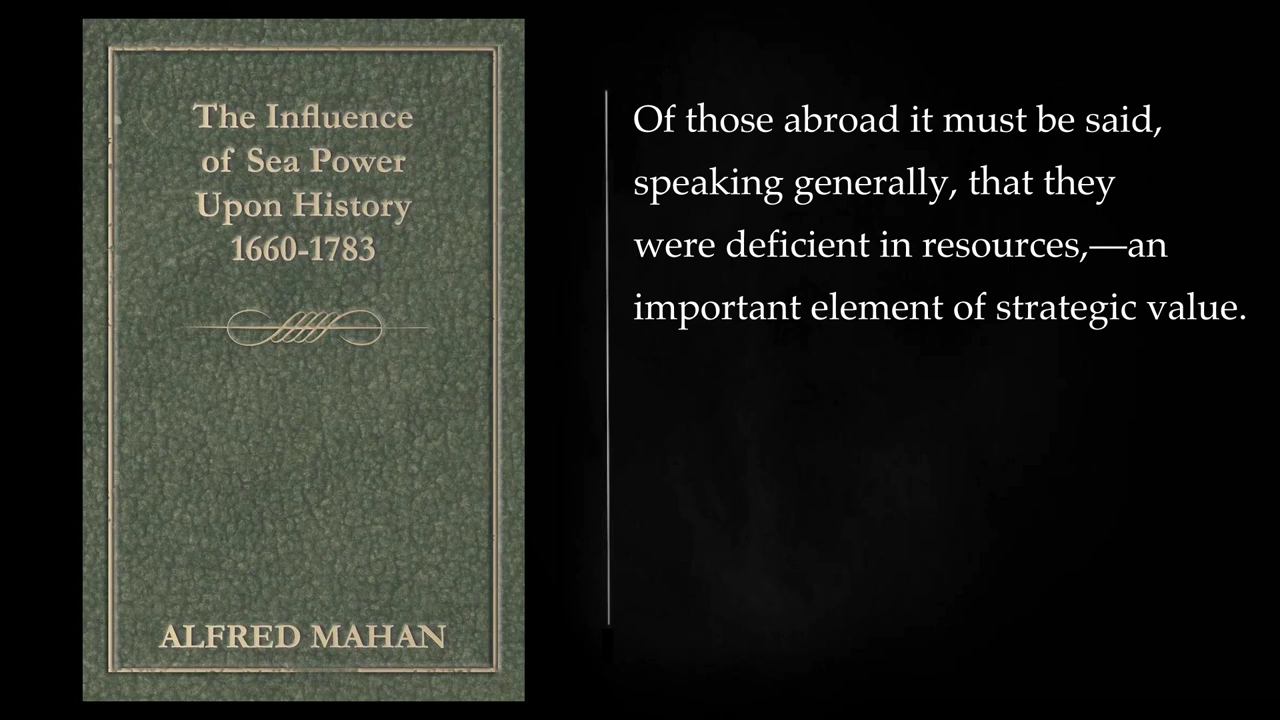 The Influence
of Sea Power
Upon History
1660-1783
ALFRED MAHAN
Of those abroad it must be said,
speaking generally, that they
were deficient in resources,—an
important element of strategic value.